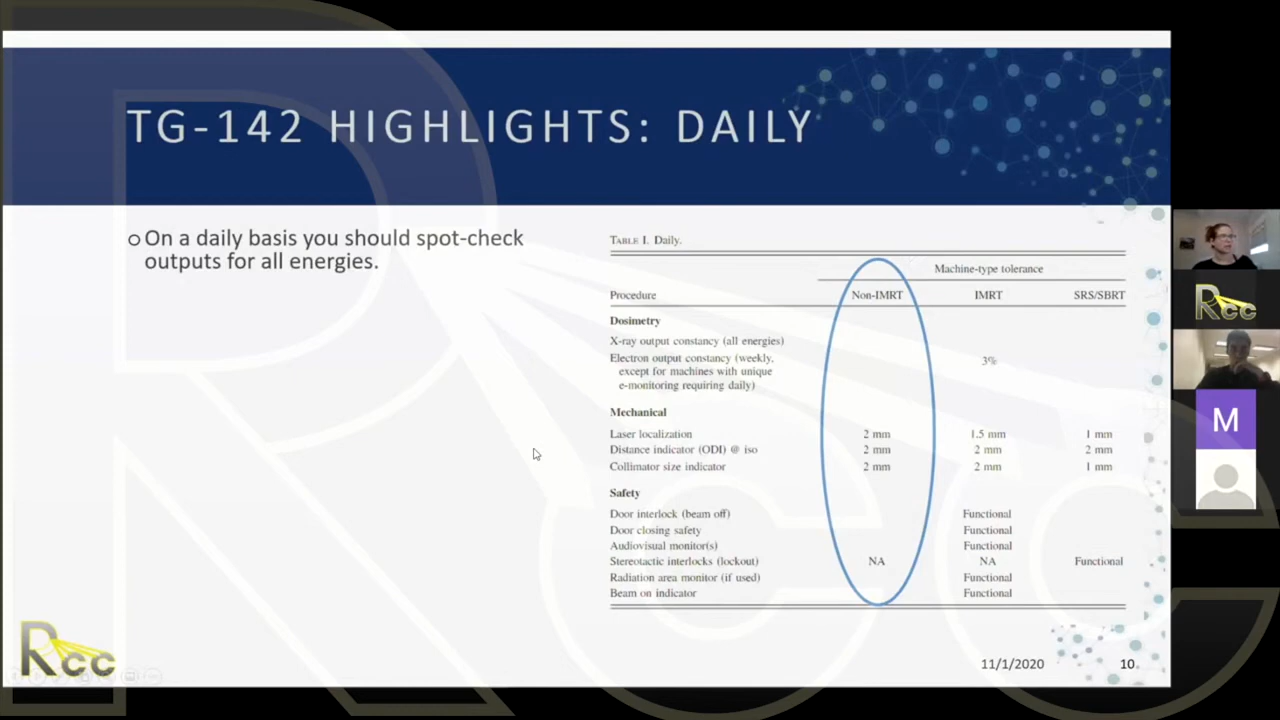 TG-142 HIGHLIGHTS: DAILY
On a daily basis you should spot-check
outputs for all energies.
TABLE I. Daily.
Machine-type tolerance
Procedure Non-IMRT IMRT SRS/SBRT
Dosimetry
X-ray output constancy (all energies)
Electron output constancy (weekly,
except for machines with unique
e-monitoring requiring daily)
3%
Mechanical
Laser localization 2 mm 1.5 mm 1 mm
Distance indicator (ODI) @ iso 2 mm 2 mm 2 mm
Collimator size indicator 2 mm 2 mm 1 mm
Safety
Door interlock (beam off) Functional
Door closing safety Functional
Audiovisual monitor(s) Functional
Stereotactic interlocks (lockout) NA NA Functional
Radiation area monitor (if used) Functional
Beam on indicator Functional
Rcc
11/1/2020 10
Rcc
M